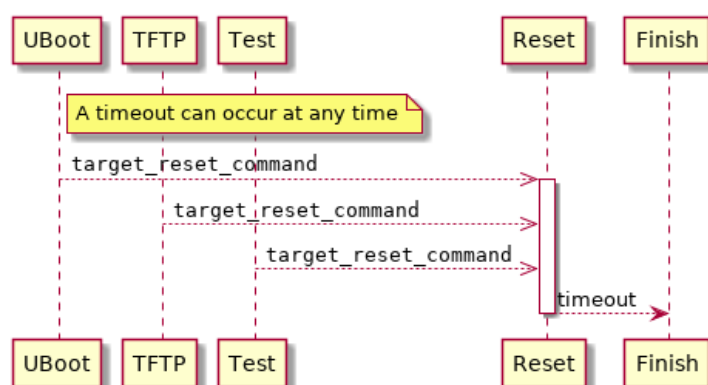 UBoot TFTP Test Reset Finish
A timeout can occur at any time
target_reset_command
target_reset_command
target_reset_command
timeout
UBoot TFTP Test Reset Finish